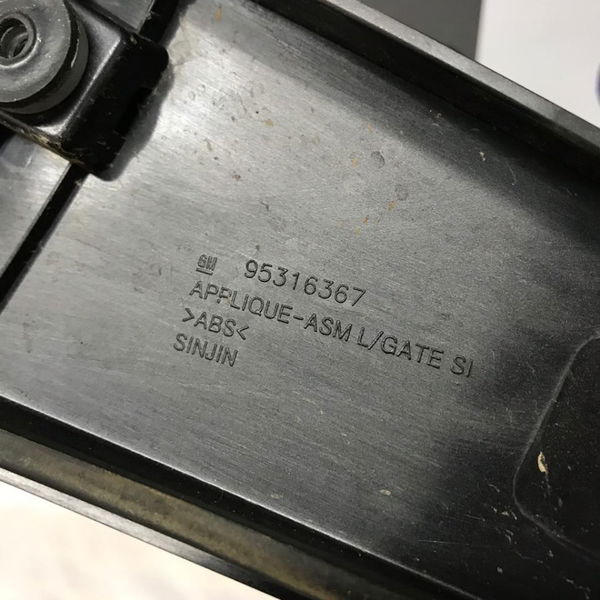 GM 95316367
APPLIQUE-ASM L/GATE SI
>ABS<
SINJIN